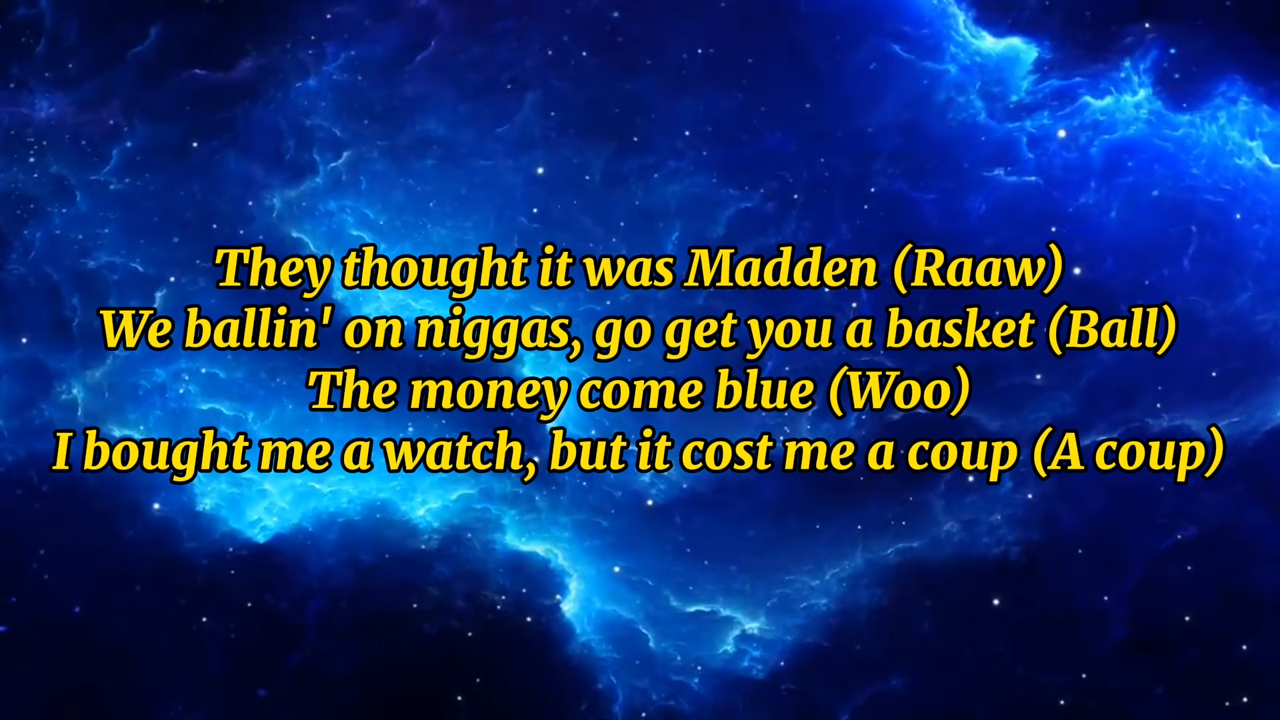 They thought it was Madden (Raaw)
We ballin' on niggas, go get you a basket (Ball)
The money come blue (Woo)
I bought me a watch, but it cost me a coup (A coup)